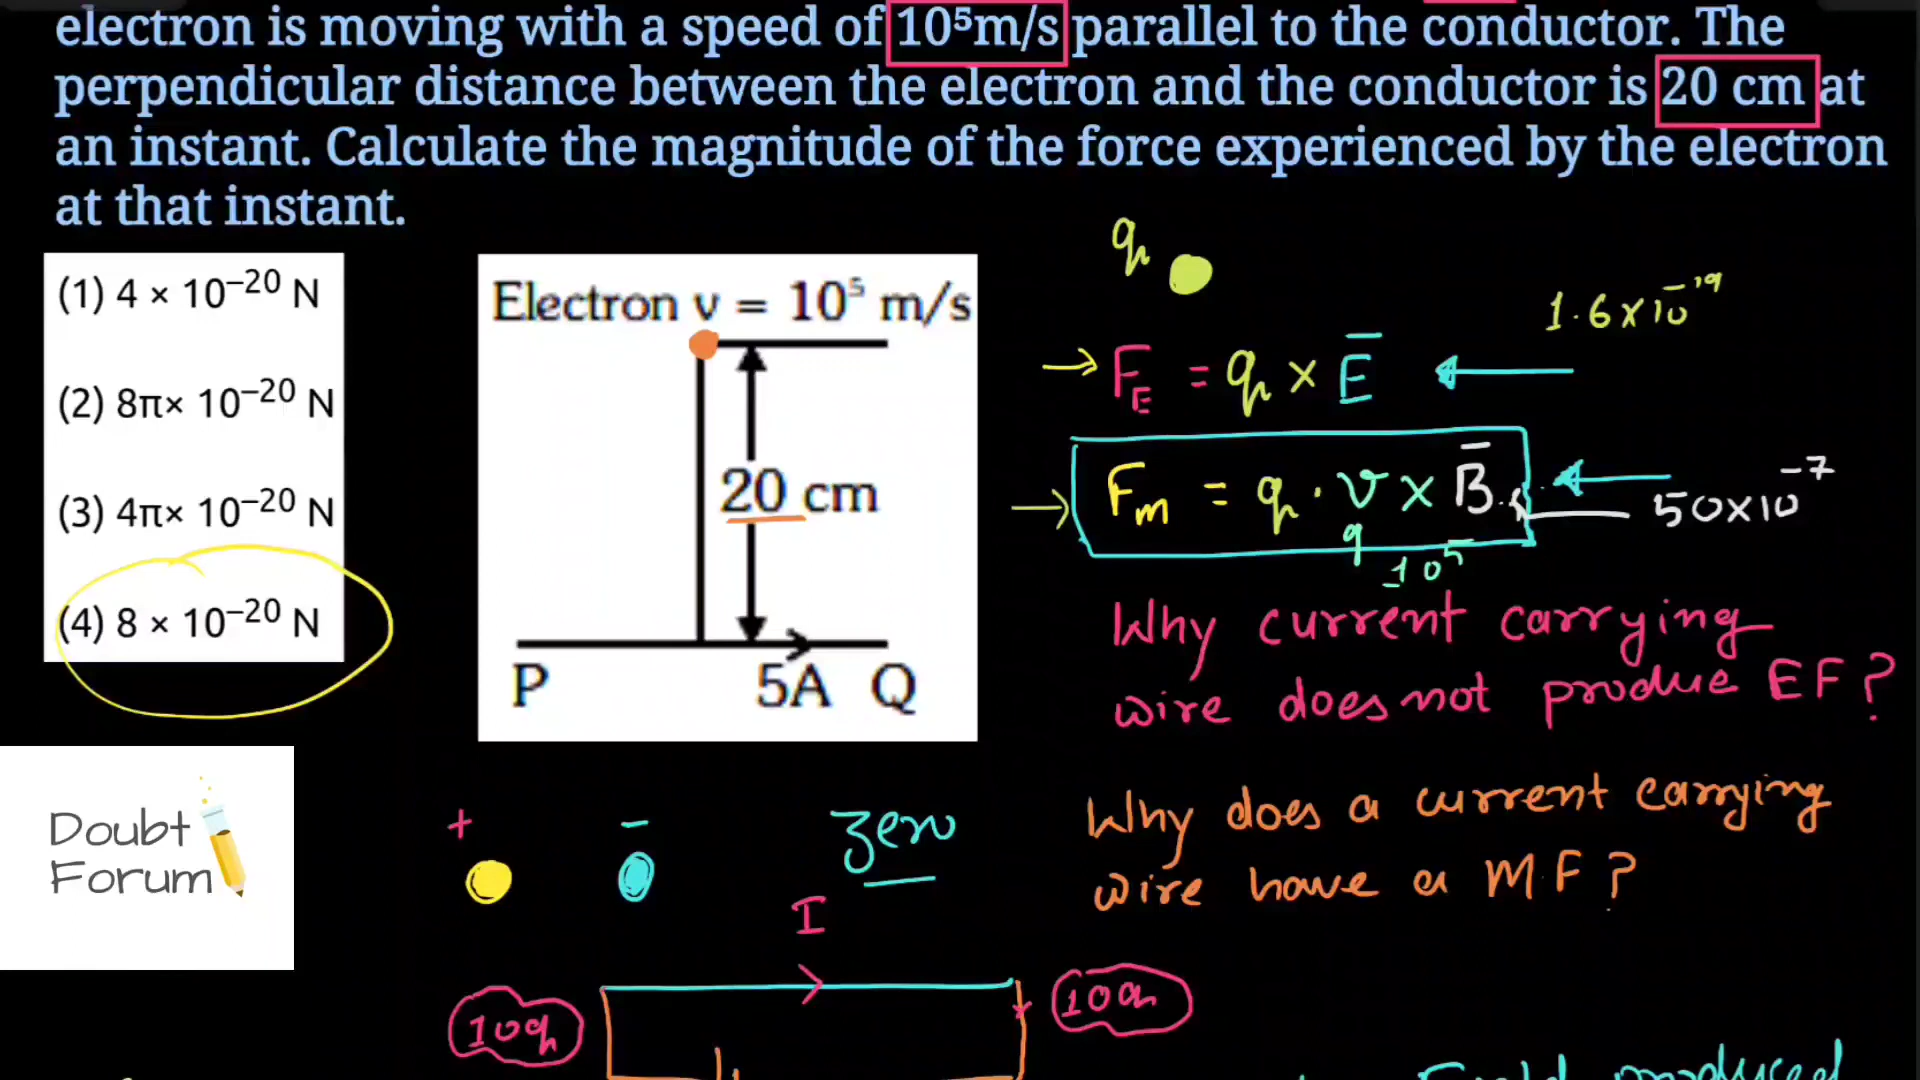 electron is moving with a speed of 10⁵m/s parallel to the conductor. The
perpendicular distance between the electron and the conductor is 20 cm at
an instant. Calculate the magnitude of the force experienced by the electron
at that instant.
(1) 4 × 10⁻²⁰ N
(2) 8π× 10⁻²⁰ N
(3) 4π× 10⁻²⁰ N
(4) 8 × 10⁻²⁰ N
Electron v = 10⁵ m/s
20 cm
P 5A Q
q
1.6×10⁻¹⁹
F_E = q × E̅
F_m = q . v × B̅.
50×10⁻⁷
q
10⁵
Why current carrying
wire does not produe EF?
Why does a current carrying
wire have a M.F?
Doubt
Forum
+ − zero
I
10q 10q
Field produced